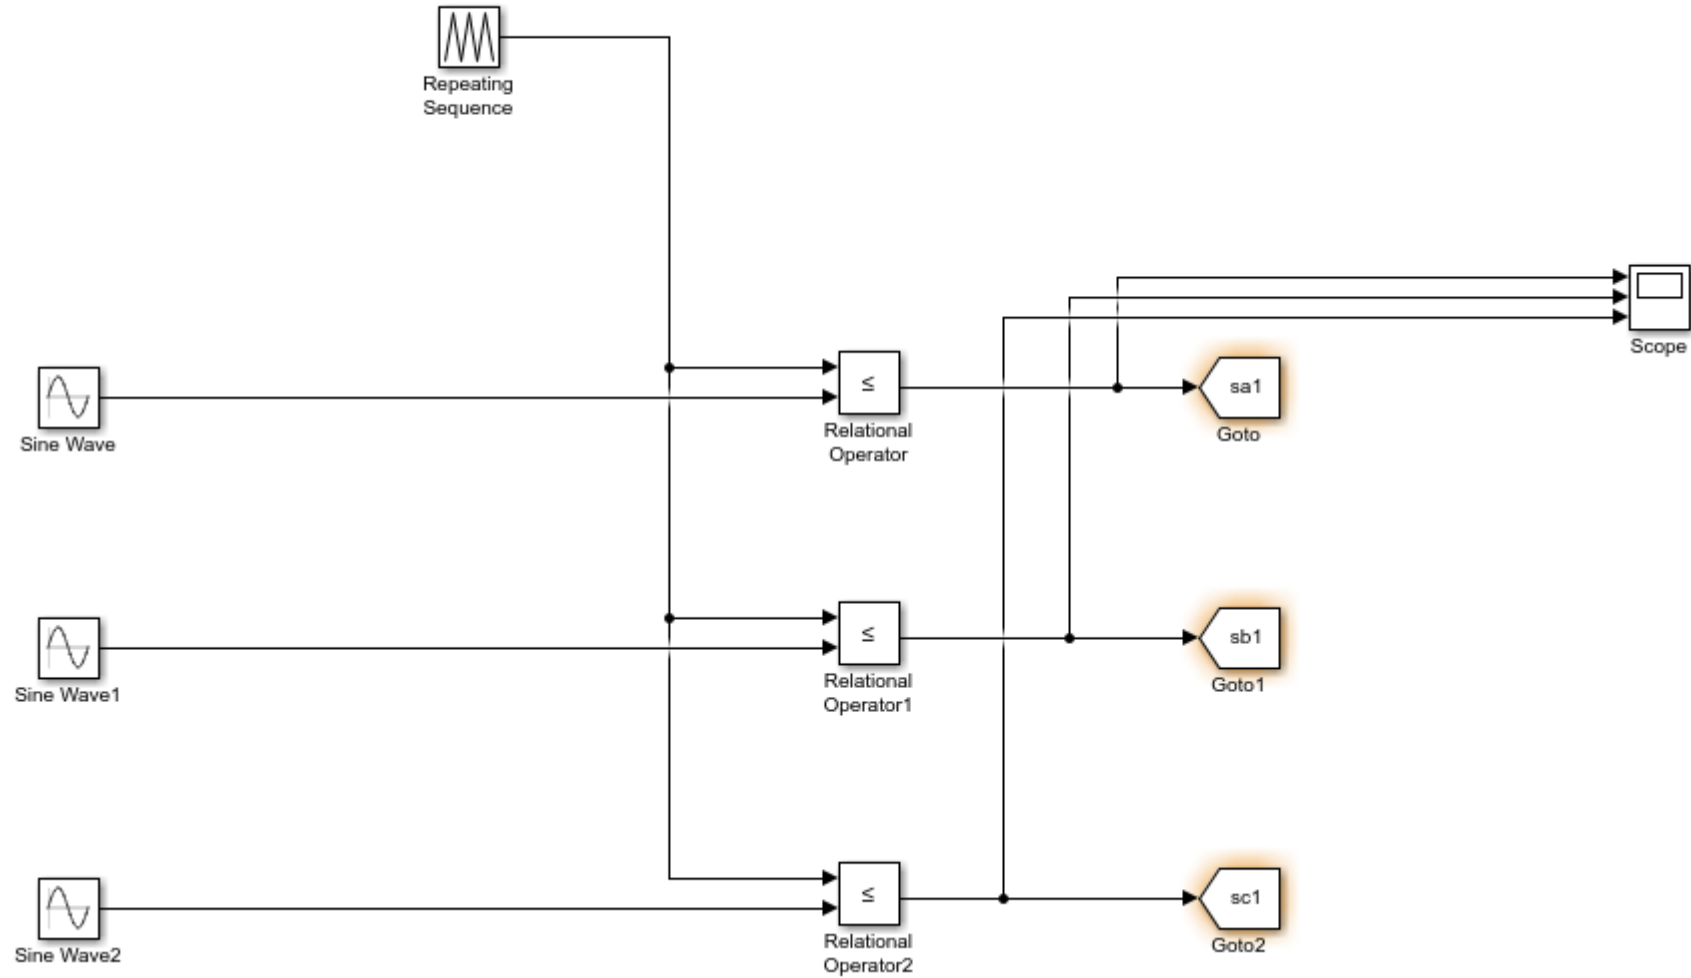 Repeating
Sequence
Scope
≤
sa1
Sine Wave
Relational
Operator
Goto
≤
sb1
Sine Wave1
Relational
Operator1
Goto1
≤
sc1
Sine Wave2
Relational
Operator2
Goto2